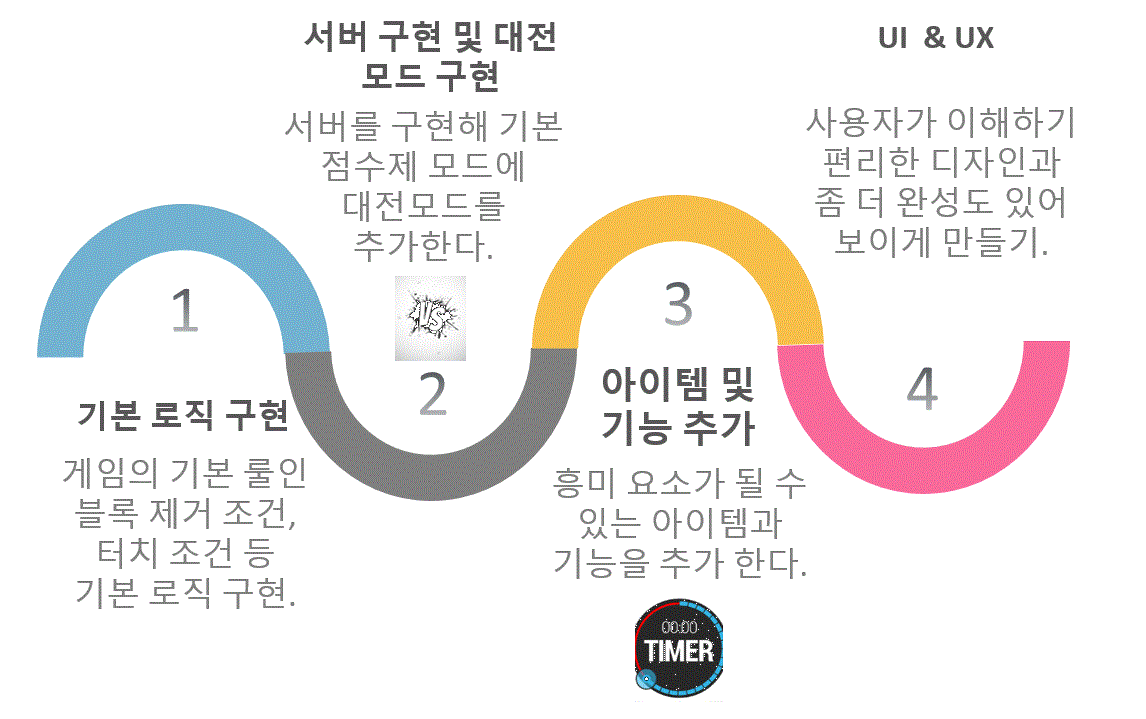 1
기본 로직 구현
게임의 기본 룰인
블록 제거 조건,
터치 조건 등
기본 로직 구현.
서버 구현 및 대전
모드 구현
서버를 구현해 기본
점수제 모드에
대전모드를
추가한다.
VS
2
3
아이템 및
기능 추가
흥미 요소가 될 수
있는 아이템과
기능을 추가 한다.
00:00
TIMER
UI & UX
사용자가 이해하기
편리한 디자인과
좀 더 완성도 있어
보이게 만들기.
4